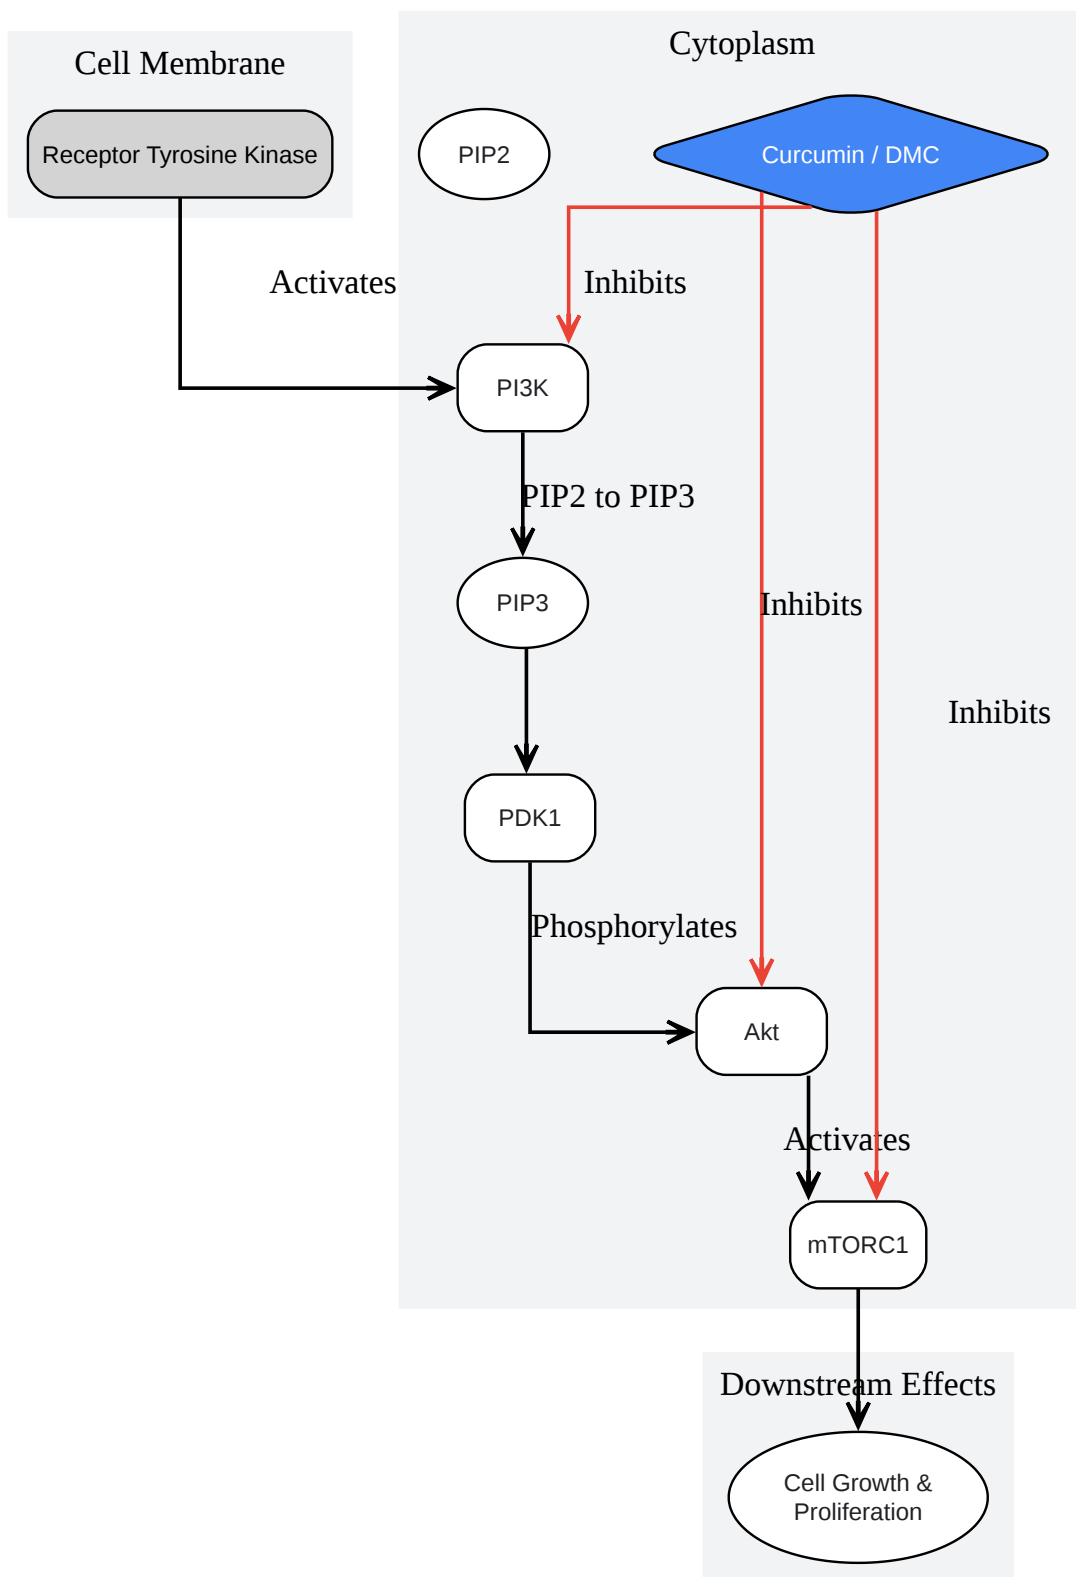 Cell Membrane
Cytoplasm
Receptor Tyrosine Kinase
PIP2
Curcumin / DMC
Activates
Inhibits
PI3K
PIP2 to PIP3
PIP3
Inhibits
Inhibits
PDK1
Phosphorylates
Akt
Activates
mTORC1
Downstream Effects
Cell Growth &
Proliferation